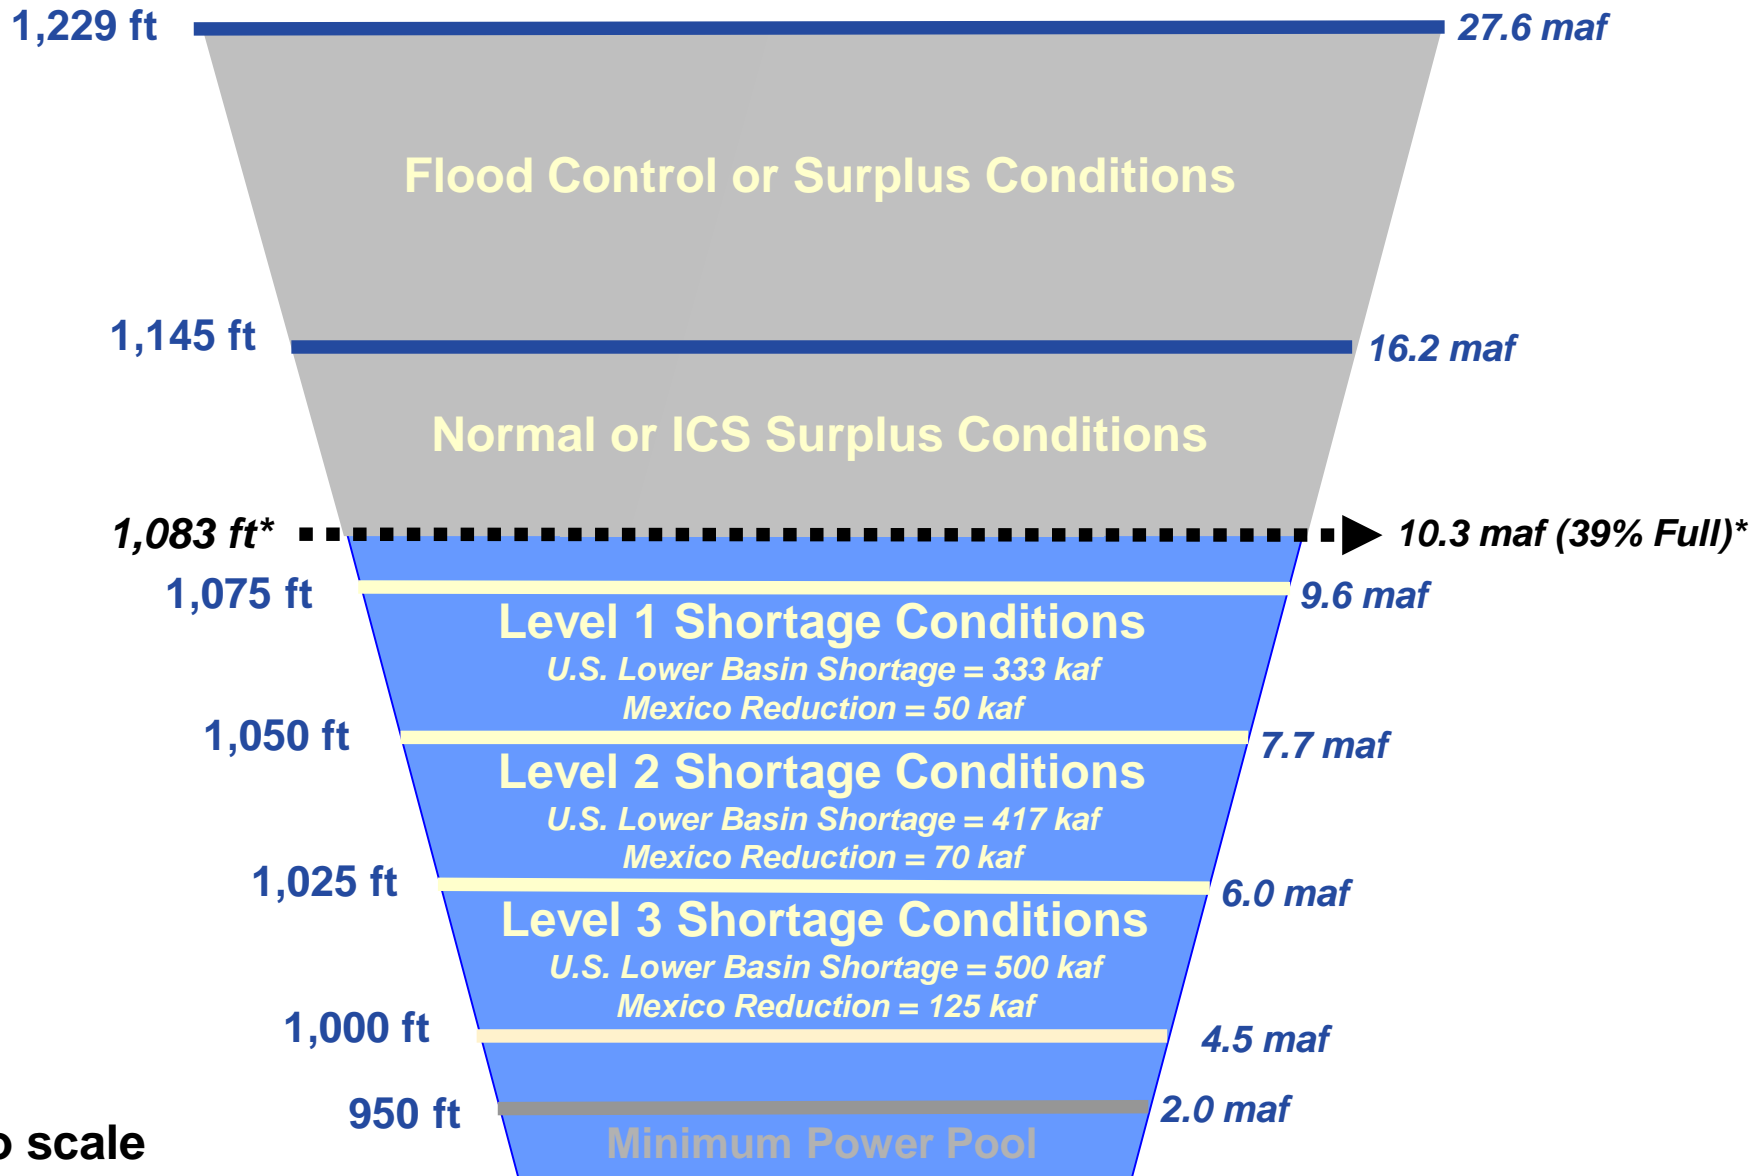 1,229 ft
27.6 maf
Flood Control or Surplus Conditions
1,145 ft
16.2 maf
Normal or ICS Surplus Conditions
1,083 ft*
10.3 maf (39% Full)*
1,075 ft
9.6 maf
Level 1 Shortage Conditions
U.S. Lower Basin Shortage = 333 kaf
Mexico Reduction = 50 kaf
1,050 ft
7.7 maf
Level 2 Shortage Conditions
U.S. Lower Basin Shortage = 417 kaf
Mexico Reduction = 70 kaf
1,025 ft
6.0 maf
Level 3 Shortage Conditions
U.S. Lower Basin Shortage = 500 kaf
Mexico Reduction = 125 kaf
1,000 ft
4.5 maf
950 ft
2.0 maf
Minimum Power Pool
o scale